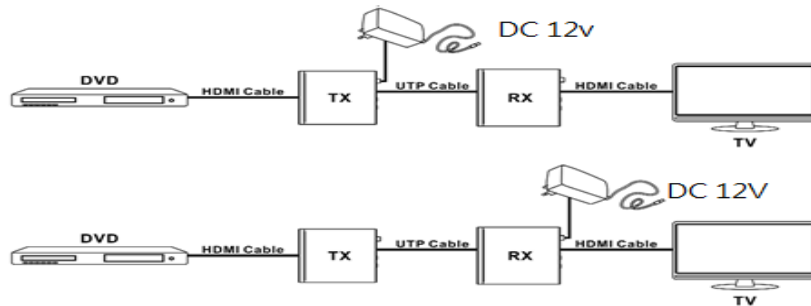 DC 12v
DVD
HDMI Cable
TX
UTP Cable
RX
HDMI Cable
TV
DC 12V
DVD
HDMI Cable
TX
UTP Cable
RX
HDMI Cable
TV